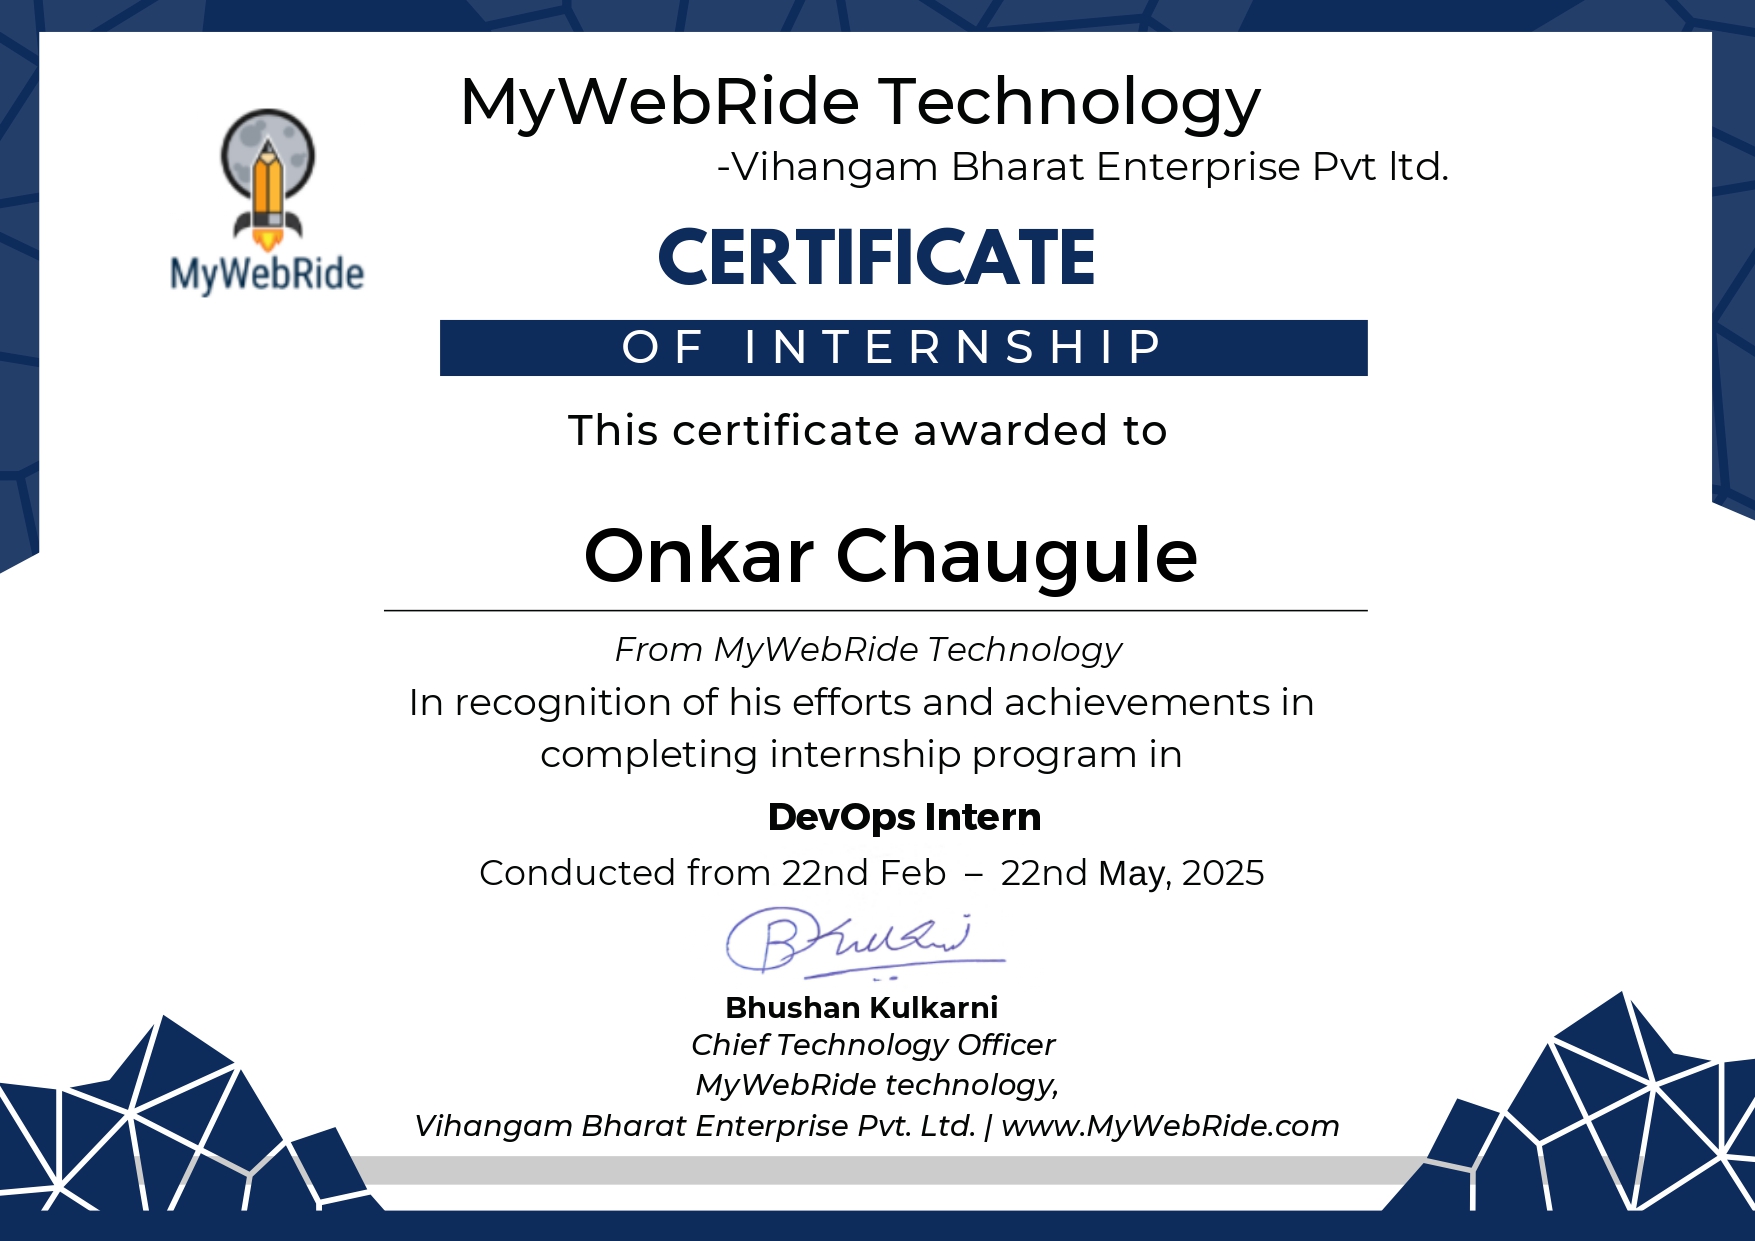 MyWebRide Technology
-Vihangam Bharat Enterprise Pvt ltd.
MyWebRide
CERTIFICATE
OF INTERNSHIP
This certificate awarded to
Onkar Chaugule
From MyWebRide Technology
In recognition of his efforts and achievements in
completing internship program in
DevOps Intern
Conducted from 22nd Feb – 22nd May, 2025
Bhushan Kulkarni
Chief Technology Officer
MyWebRide technology,
Vihangam Bharat Enterprise Pvt. Ltd. | www.MyWebRide.com